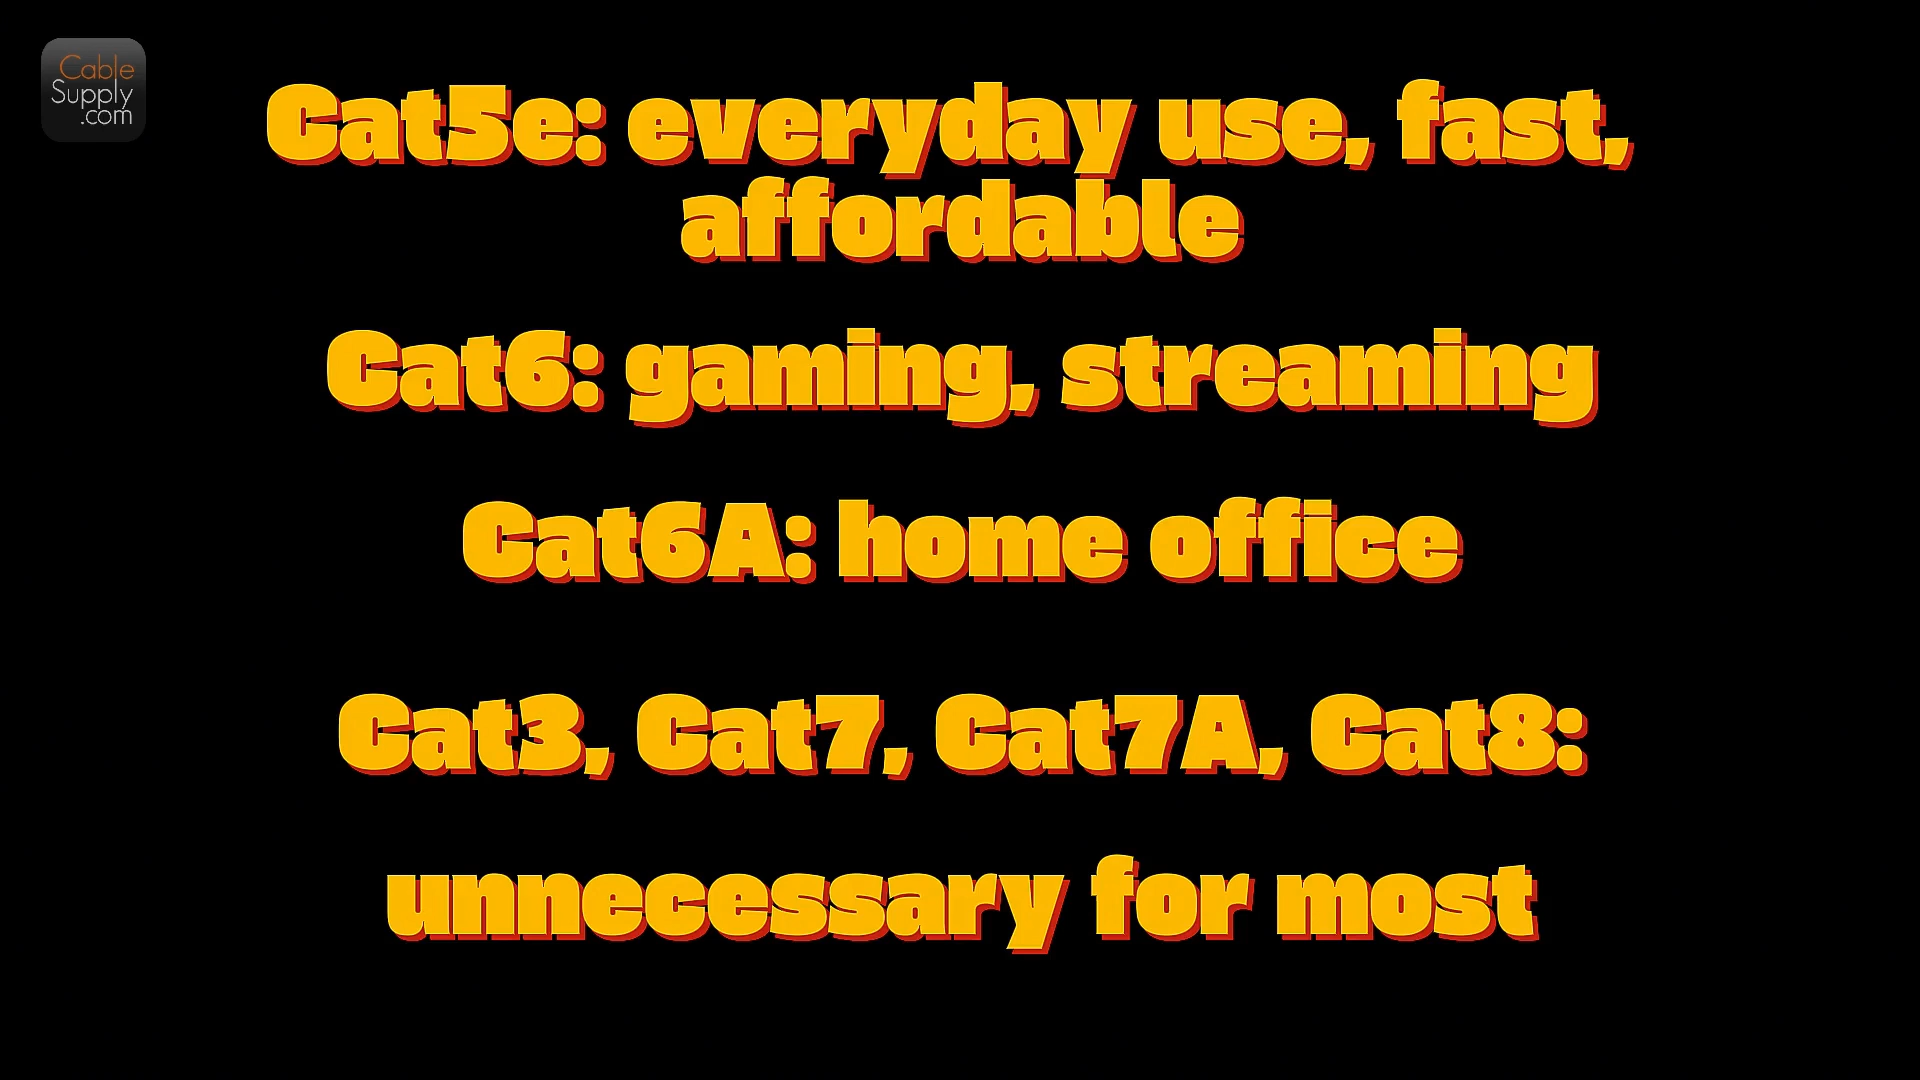 Cable
Supply
.com
Cat5e: everyday use, fast,
affordable
Cat6: gaming, streaming
Cat6A: home office
Cat3, Cat7, Cat7A, Cat8:
unnecessary for most